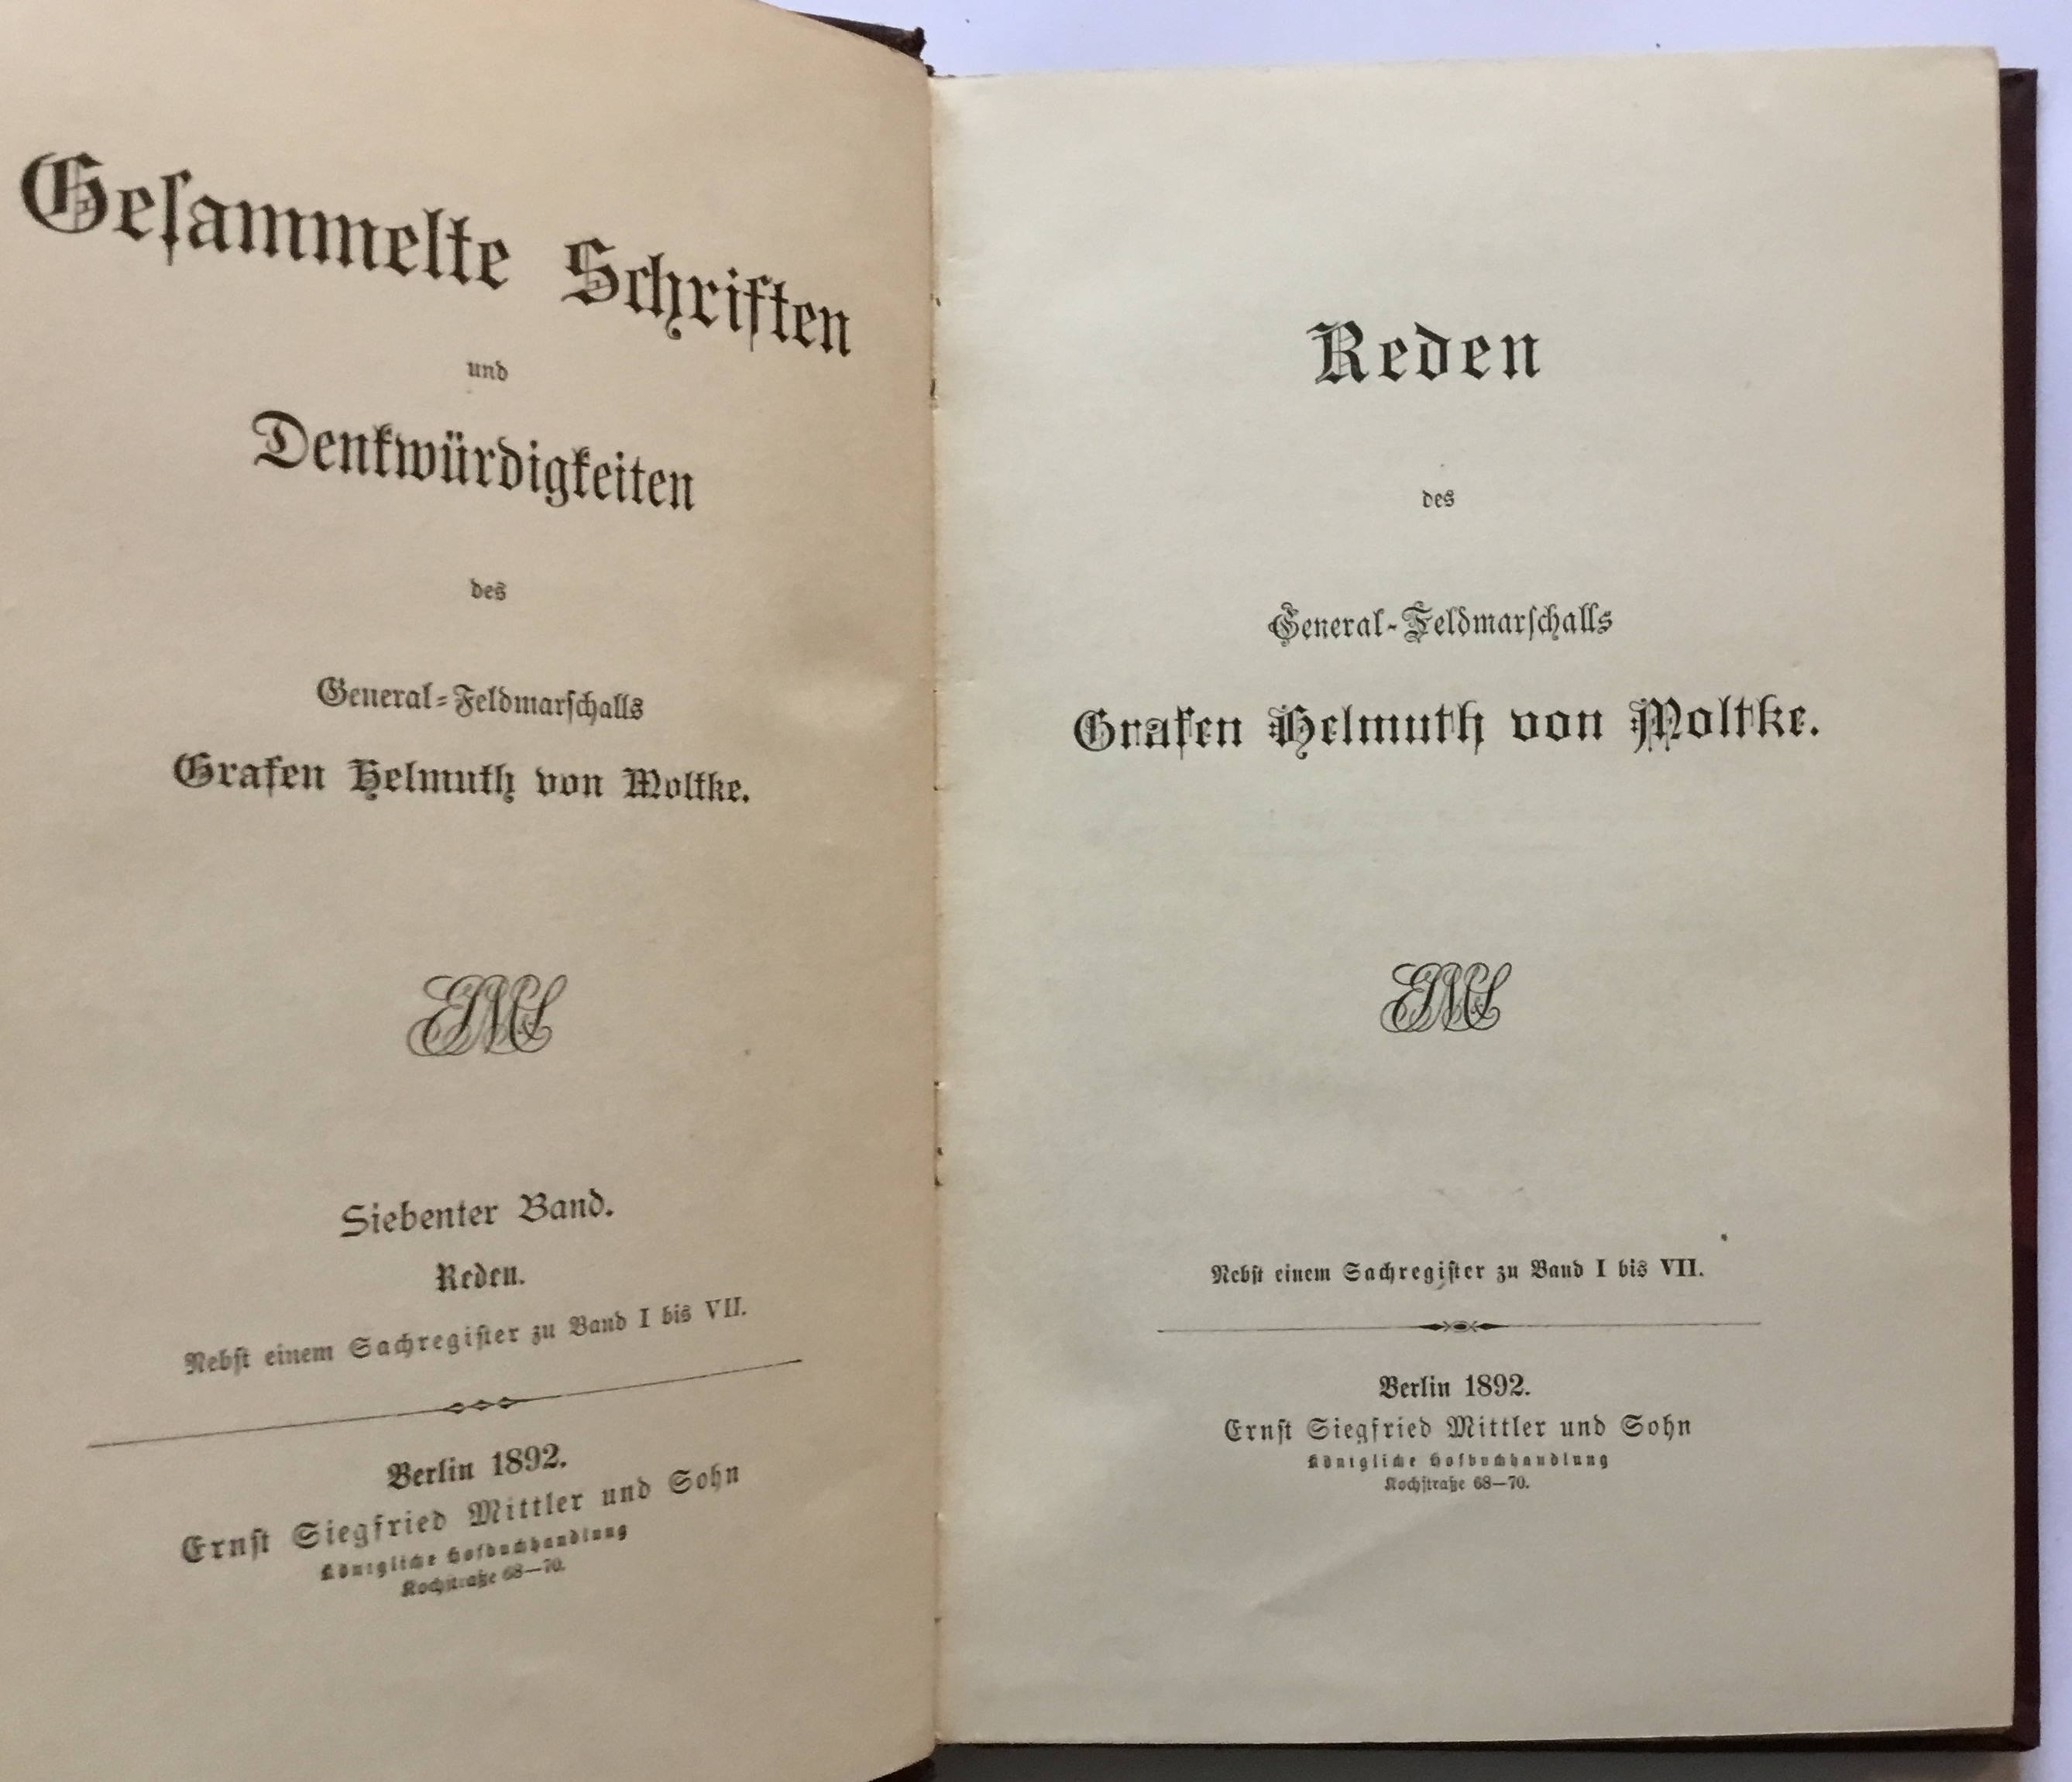 Gesammelte Schriften
und
Denkwürdigkeiten
des
General-Feldmarschalls
Grafen Helmuth von Moltke.
Siebenter Band.
Reden.
Nebst einem Sachregister zu Band I bis VII.
Berlin 1892.
Ernst Siegfried Mittler und Sohn
Königliche Hofbuchhandlung
Kochstraße 68—70.
Reden
des
General-Feldmarschalls
Grafen Helmuth von Moltke.
Nebst einem Sachregister zu Band I bis VII.
Berlin 1892.
Ernst Siegfried Mittler und Sohn
Königliche Hofbuchhandlung
Kochstraße 68—70.